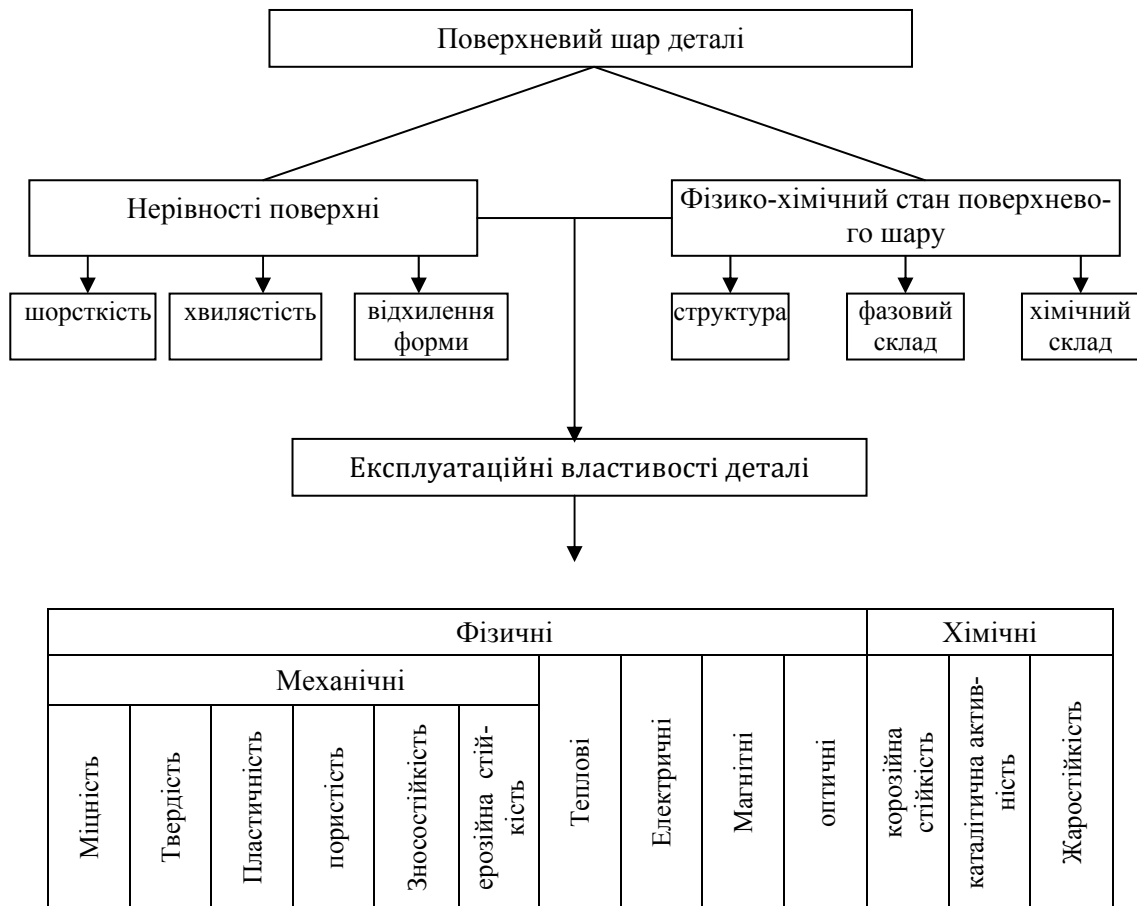 Поверхневий шар деталі
Нерівності поверхні
Фізико-хімічний стан поверхнево-
го шару
шорсткість
хвилястість
відхилення
форми
структура
фазовий
склад
хімічний
склад
Експлуатаційні властивості деталі
Фізичні
Хімічні
Механічні
Міцність
Твердість
Пластичність
пористість
Зносостійкість
ерозійна стій-
кість
Теплові
Електричні
Магнітні
оптичні
корозійна
стійкість
каталітична актив-
ність
Жаростійкість